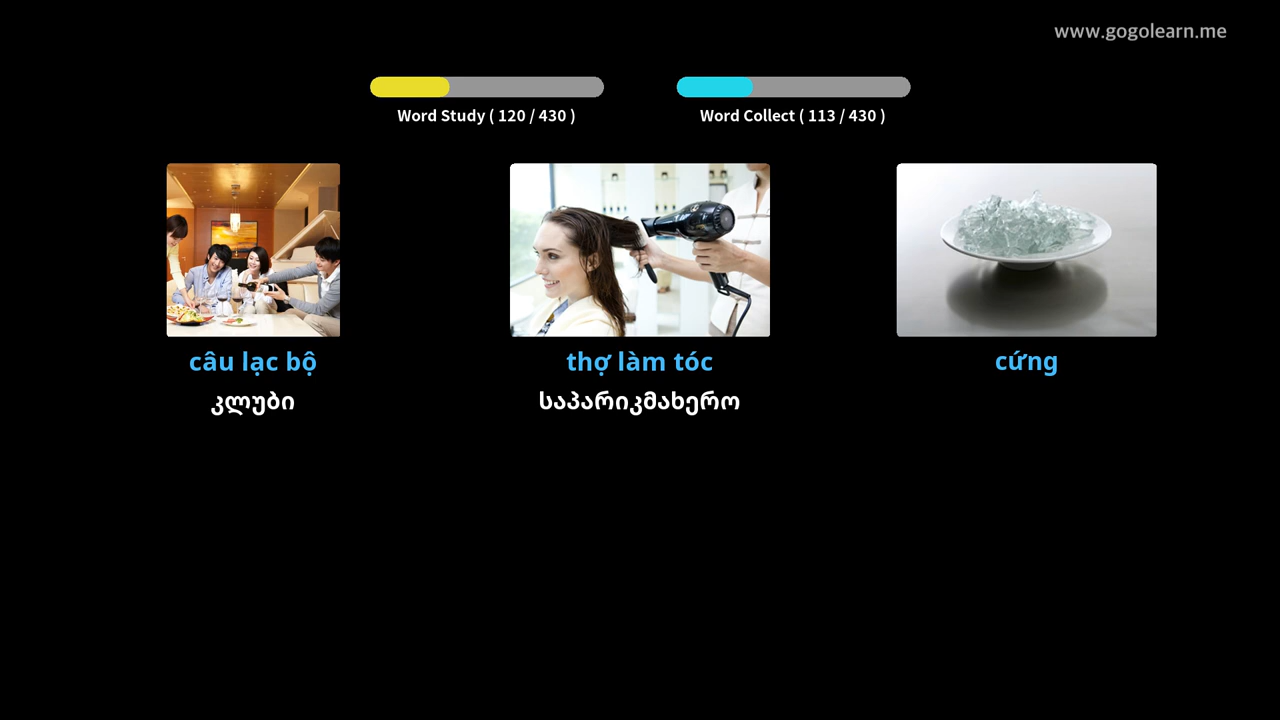 www.gogolearn.me
Word Study ( 120 / 430 )
Word Collect ( 113 / 430 )
câu lạc bộ
კლუბი
thợ làm tóc
საპარიკმახერო
cứng